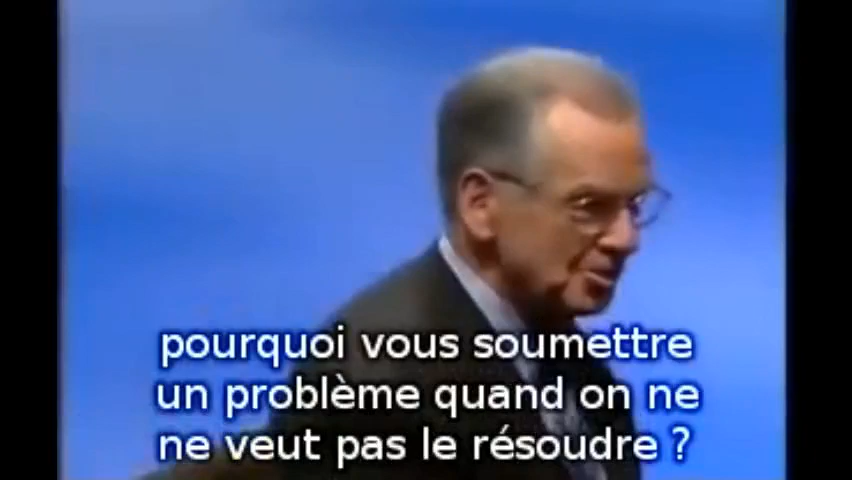 pourquoi vous soumettre
un problème quand on ne
ne veut pas le résoudre ?